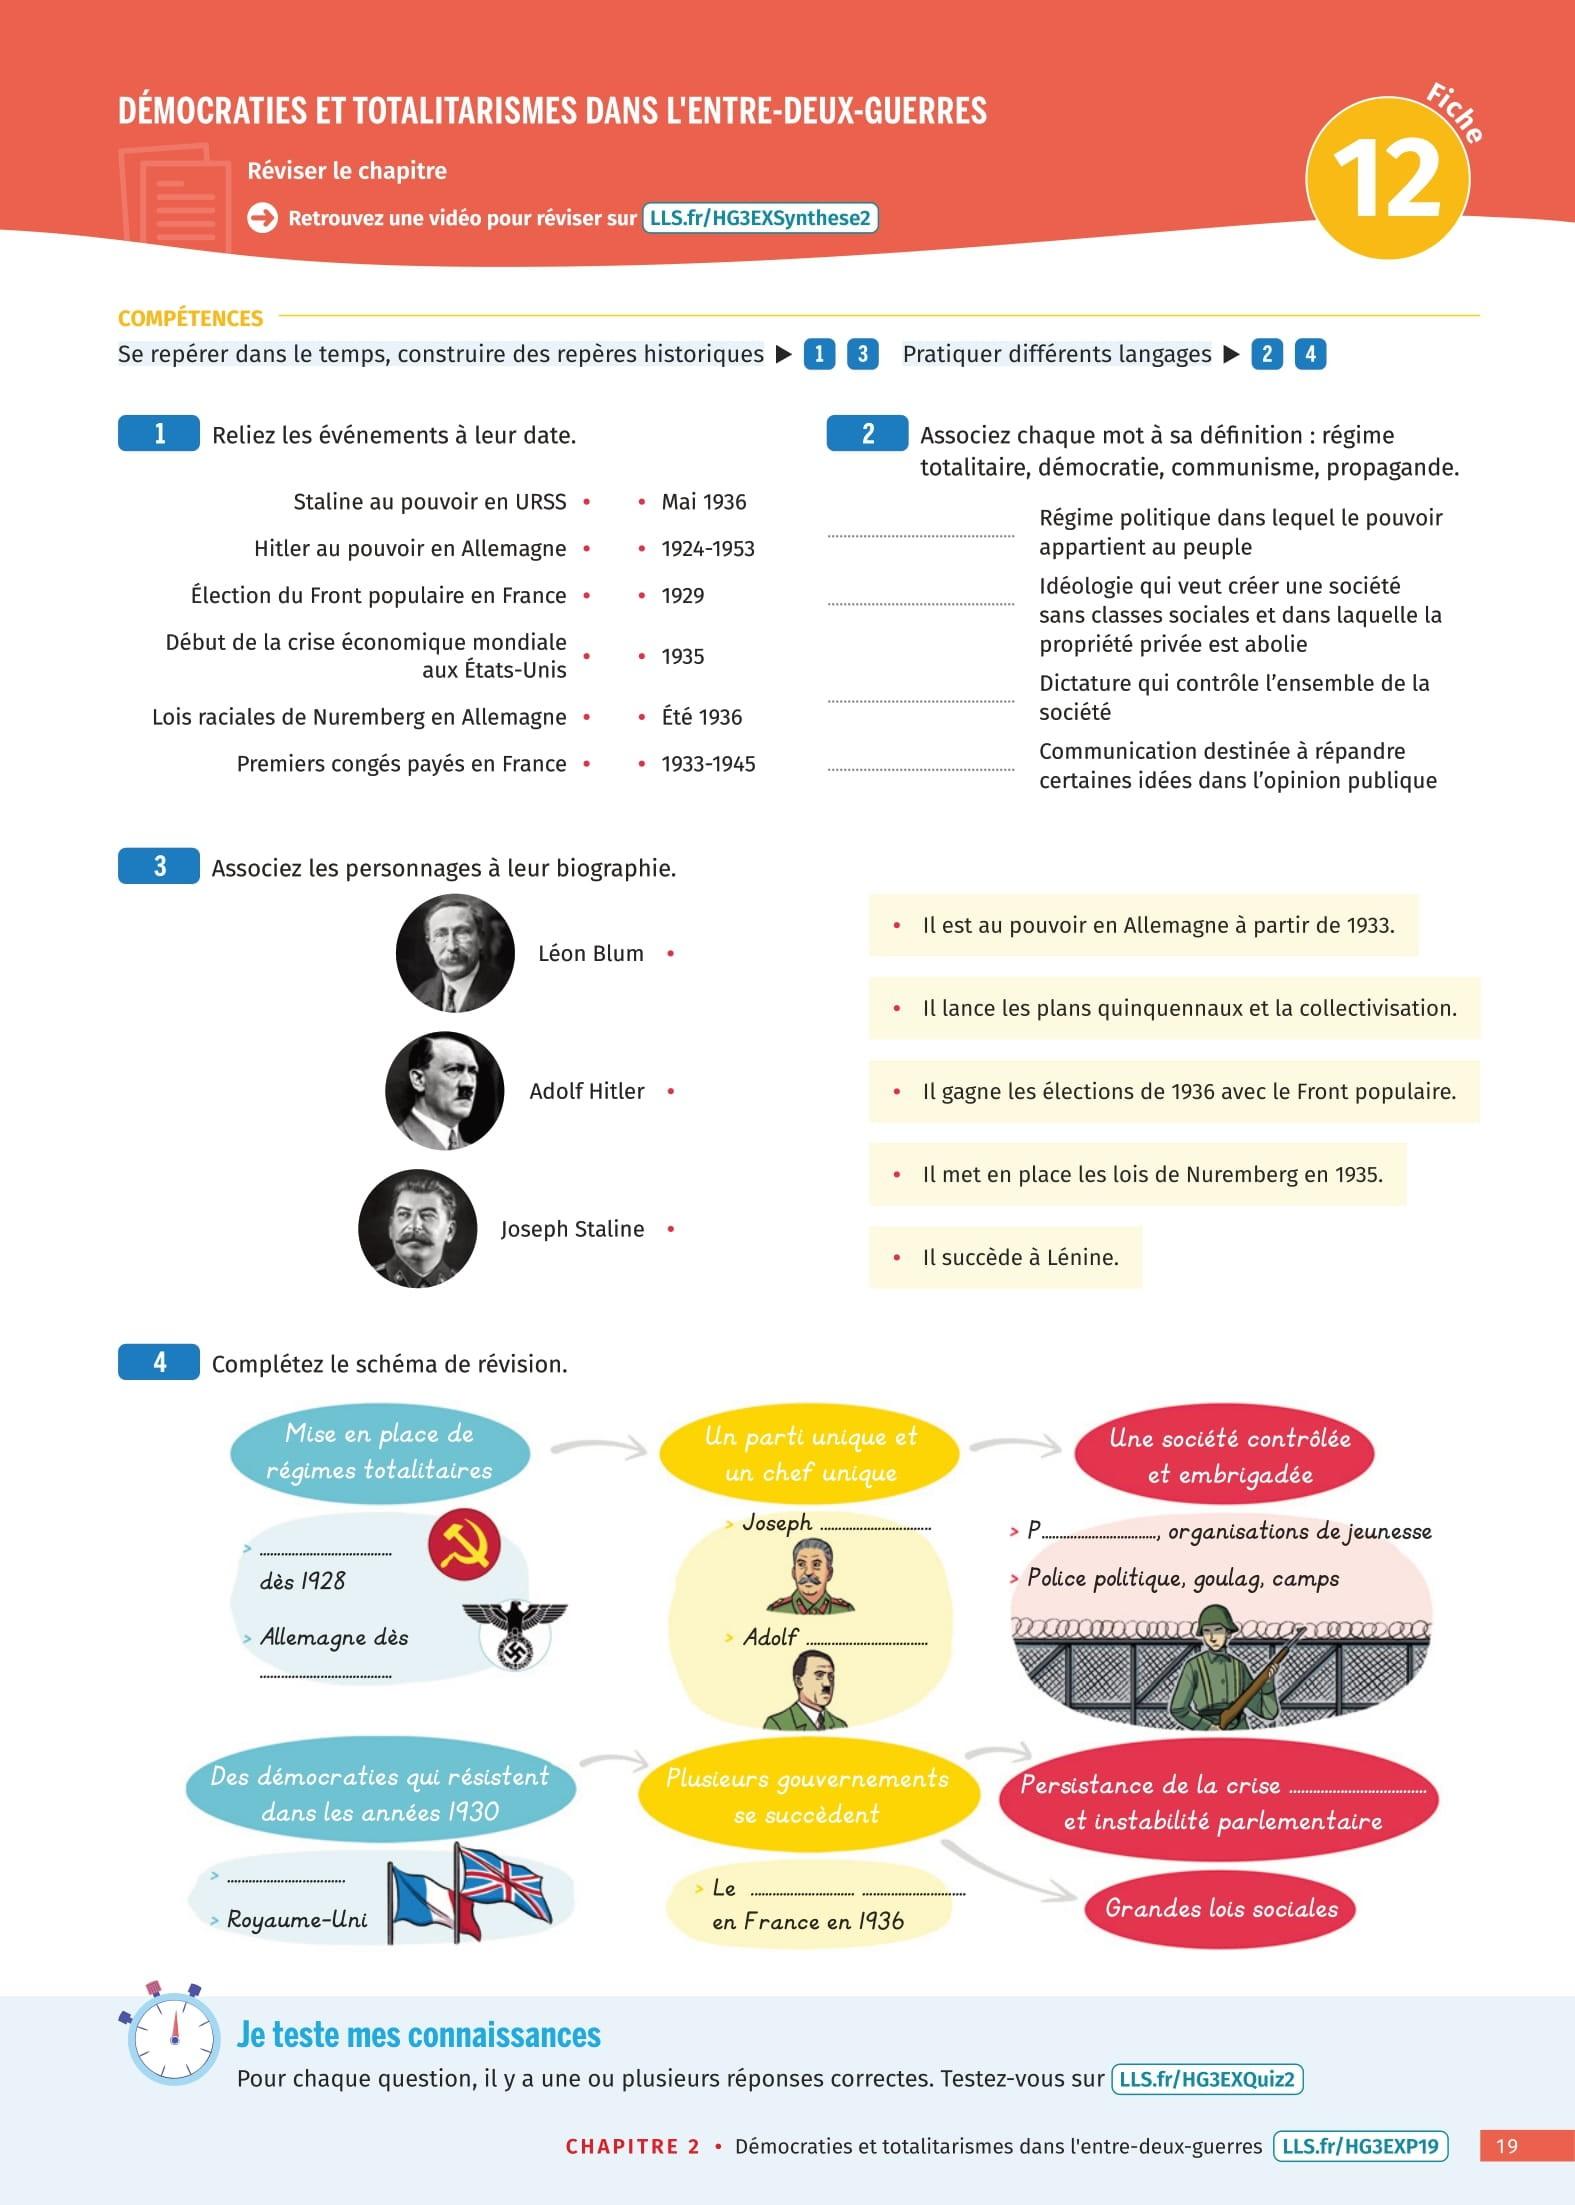 DÉMOCRATIES ET TOTALITARISMES DANS L'ENTRE-DEUX-GUERRES
Fiche
12
Réviser le chapitre
Retrouvez une vidéo pour réviser sur LLS.fr/HG3EXSynthese2
COMPÉTENCES
Se repérer dans le temps, construire des repères historiques ▶ 1 3 Pratiquer différents langages ▶ 2 4
1 Reliez les événements à leur date.
Staline au pouvoir en URSS • • Mai 1936
Hitler au pouvoir en Allemagne • • 1924-1953
Élection du Front populaire en France • • 1929
Début de la crise économique mondiale
aux États-Unis • • 1935
Lois raciales de Nuremberg en Allemagne • • Été 1936
Premiers congés payés en France • • 1933-1945
2 Associez chaque mot à sa définition : régime
totalitaire, démocratie, communisme, propagande.
Régime politique dans lequel le pouvoir
appartient au peuple
Idéologie qui veut créer une société
sans classes sociales et dans laquelle la
propriété privée est abolie
Dictature qui contrôle l’ensemble de la
société
Communication destinée à répandre
certaines idées dans l’opinion publique
3 Associez les personnages à leur biographie.
Léon Blum •
Adolf Hitler •
Joseph Staline •
• Il est au pouvoir en Allemagne à partir de 1933.
• Il lance les plans quinquennaux et la collectivisation.
• Il gagne les élections de 1936 avec le Front populaire.
• Il met en place les lois de Nuremberg en 1935.
• Il succède à Lénine.
4 Complétez le schéma de révision.
Mise en place de
régimes totalitaires
> ..............................
dès 1928
> Allemagne dès
..............................
Un parti unique et
un chef unique
> Joseph ..............................
> Adolf ..............................
Une société contrôlée
et embrigadée
> P.............................., organisations de jeunesse
> Police politique, goulag, camps
Des démocraties qui résistent
dans les années 1930
> ..............................
> Royaume-Uni
Plusieurs gouvernements
se succèdent
> Le .............................. ..............................
en France en 1936
Persistance de la crise ..............................
et instabilité parlementaire
Grandes lois sociales
Je teste mes connaissances
Pour chaque question, il y a une ou plusieurs réponses correctes. Testez-vous sur LLS.fr/HG3EXQuiz2
CHAPITRE 2 • Démocraties et totalitarismes dans l'entre-deux-guerres LLS.fr/HG3EXP19 19